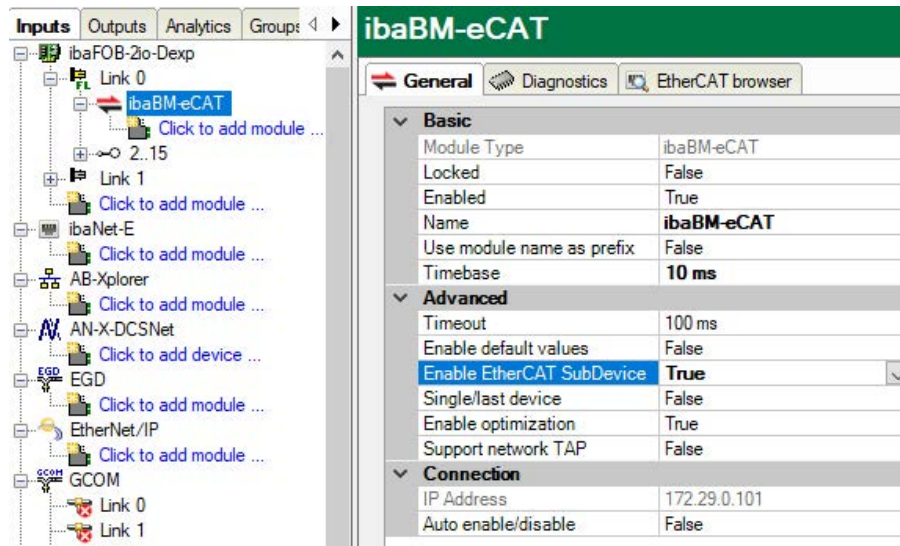 Inputs Outputs Analytics Groups
ibaFOB-2io-Dexp
Link 0
ibaBM-eCAT
Click to add module ...
2..15
Link 1
Click to add module ...
ibaNet-E
Click to add module ...
AB-Xplorer
Click to add module ...
AN-X-DCSNet
Click to add device ...
EGD
Click to add module ...
EtherNet/IP
Click to add module ...
GCOM
Link 0
Link 1
ibaBM-eCAT
General Diagnostics EtherCAT browser
Basic
Module Type ibaBM-eCAT
Locked False
Enabled True
Name ibaBM-eCAT
Use module name as prefix False
Timebase 10 ms
Advanced
Timeout 100 ms
Enable default values False
Enable EtherCAT SubDevice True
Single/last device False
Enable optimization True
Support network TAP False
Connection
IP Address 172.29.0.101
Auto enable/disable False